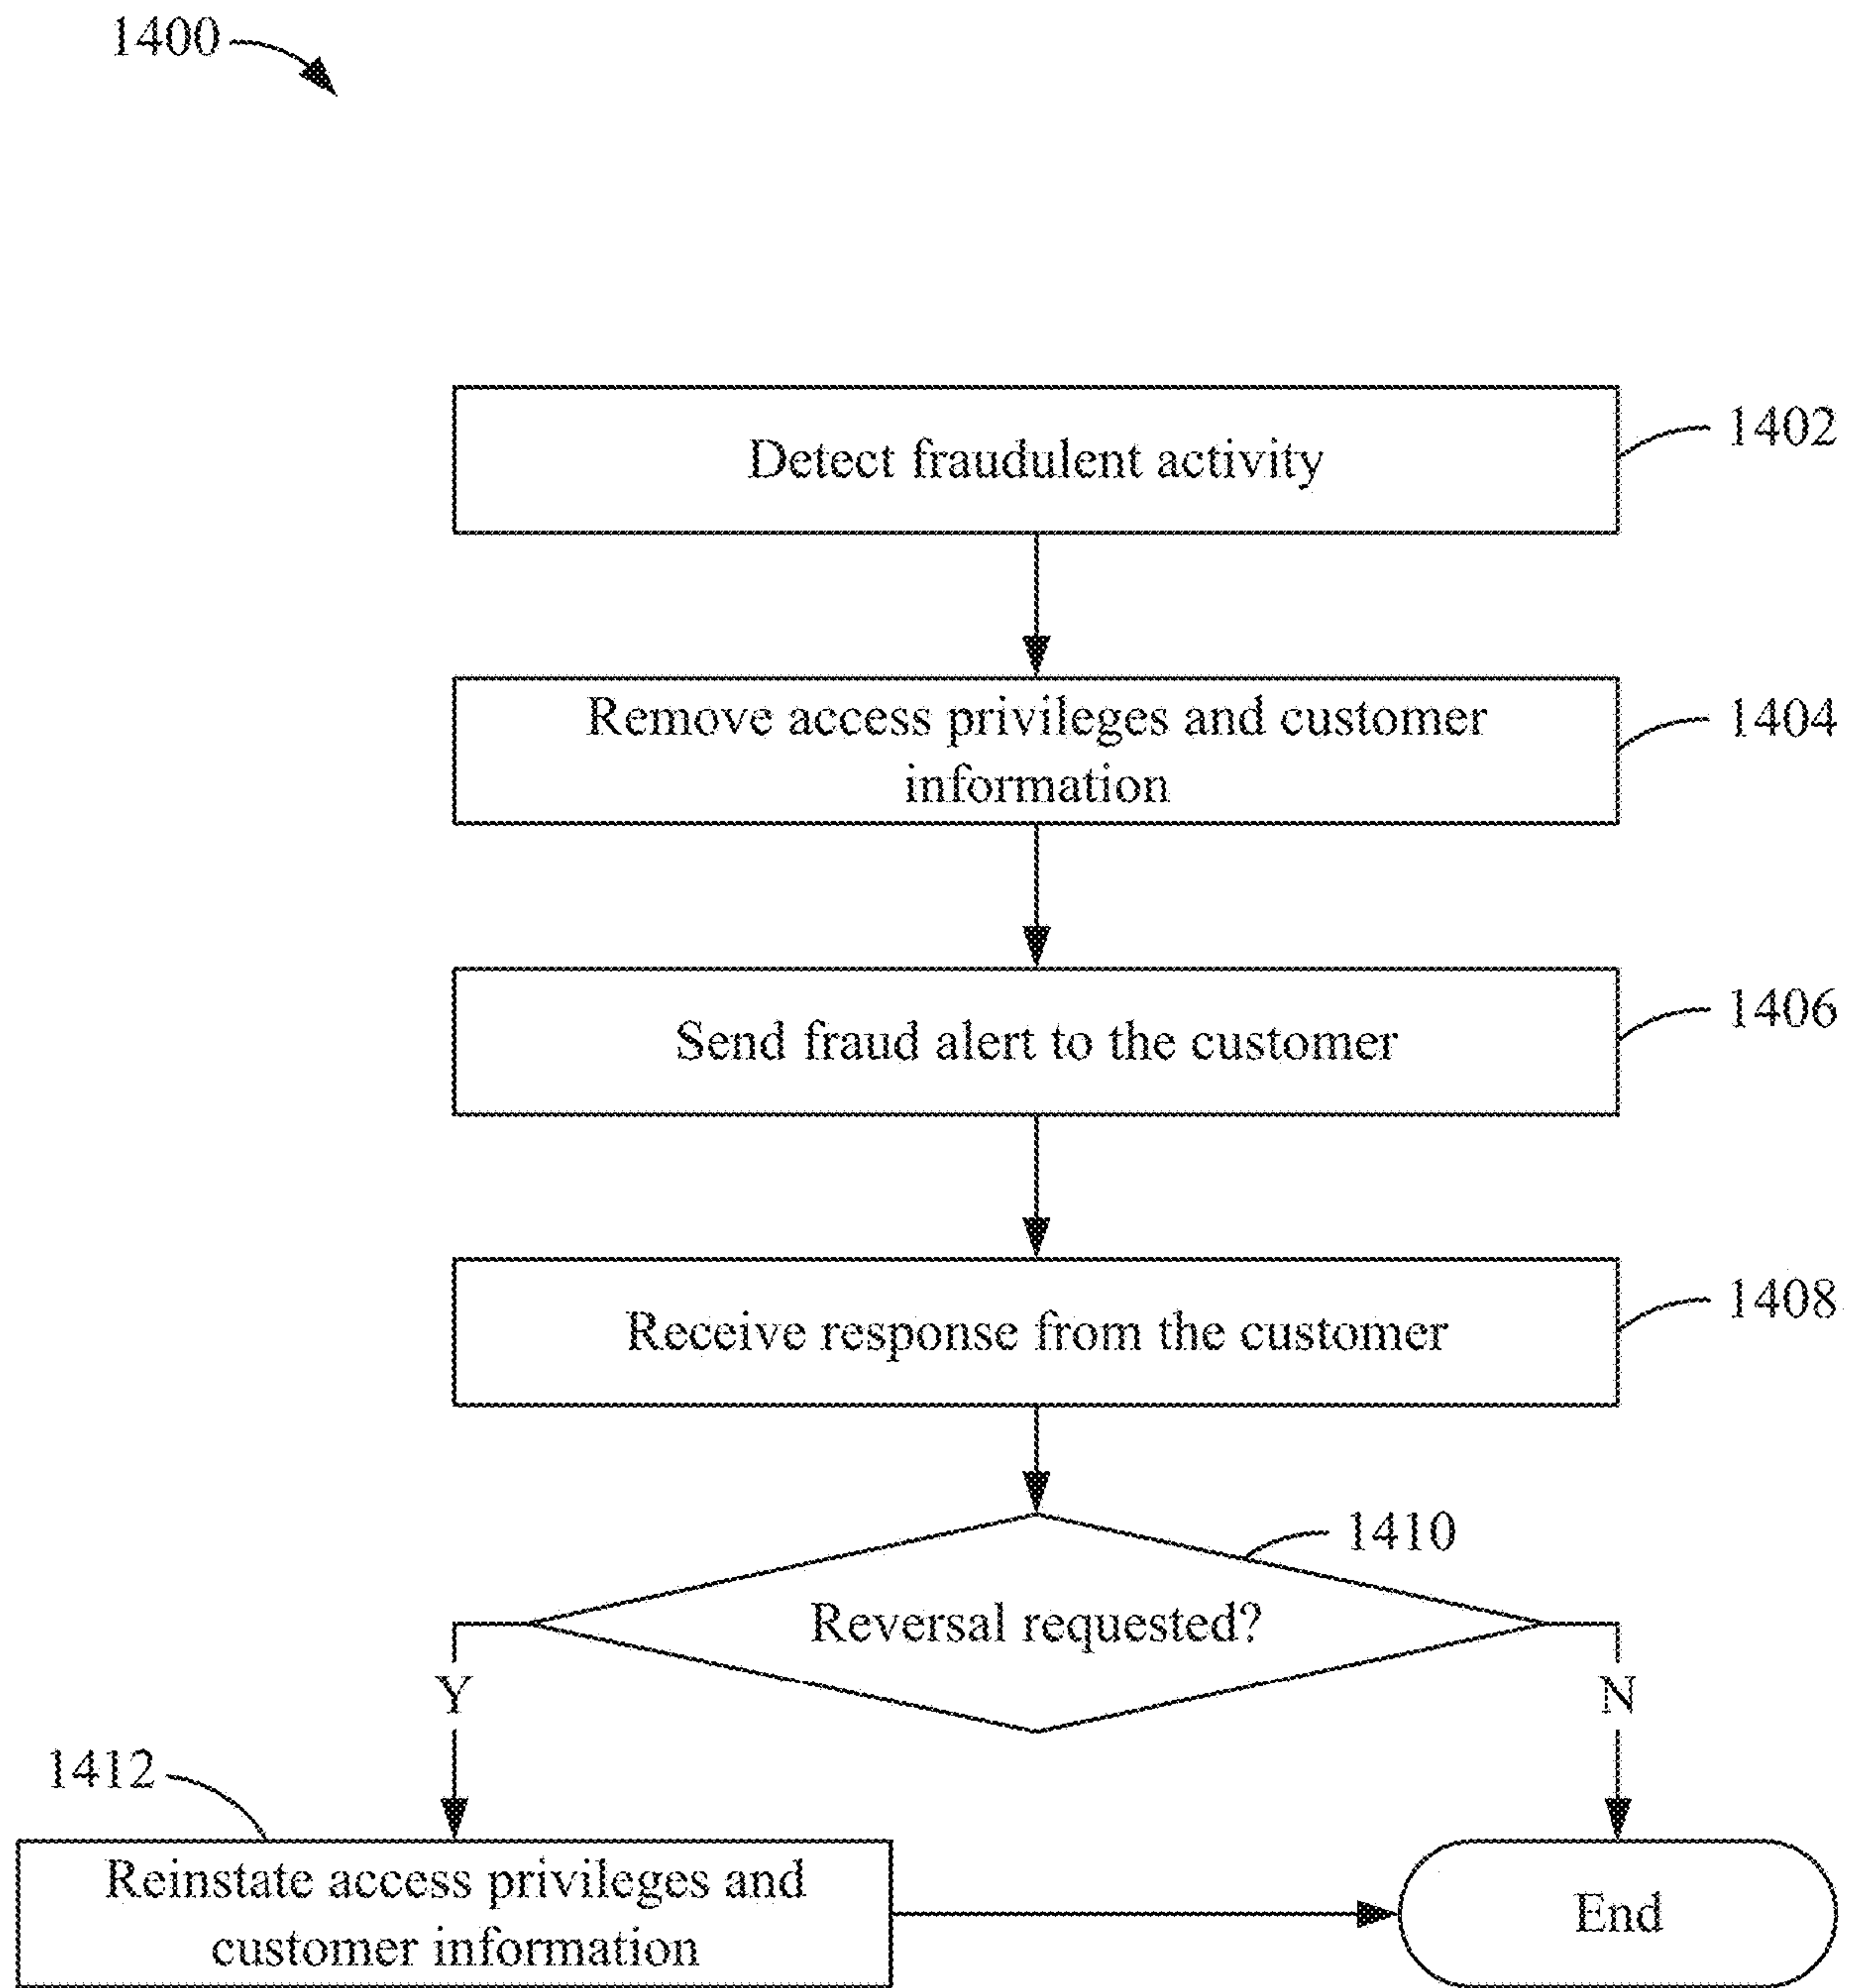 1400
Detect fraudulent activity
1402
Remove access privileges and customer
information
1404
Send fraud alert to the customer
1406
Receive response from the customer
1408
1410
Reversal requested?
Y
N
1412
Reinstate access privileges and
customer information
End